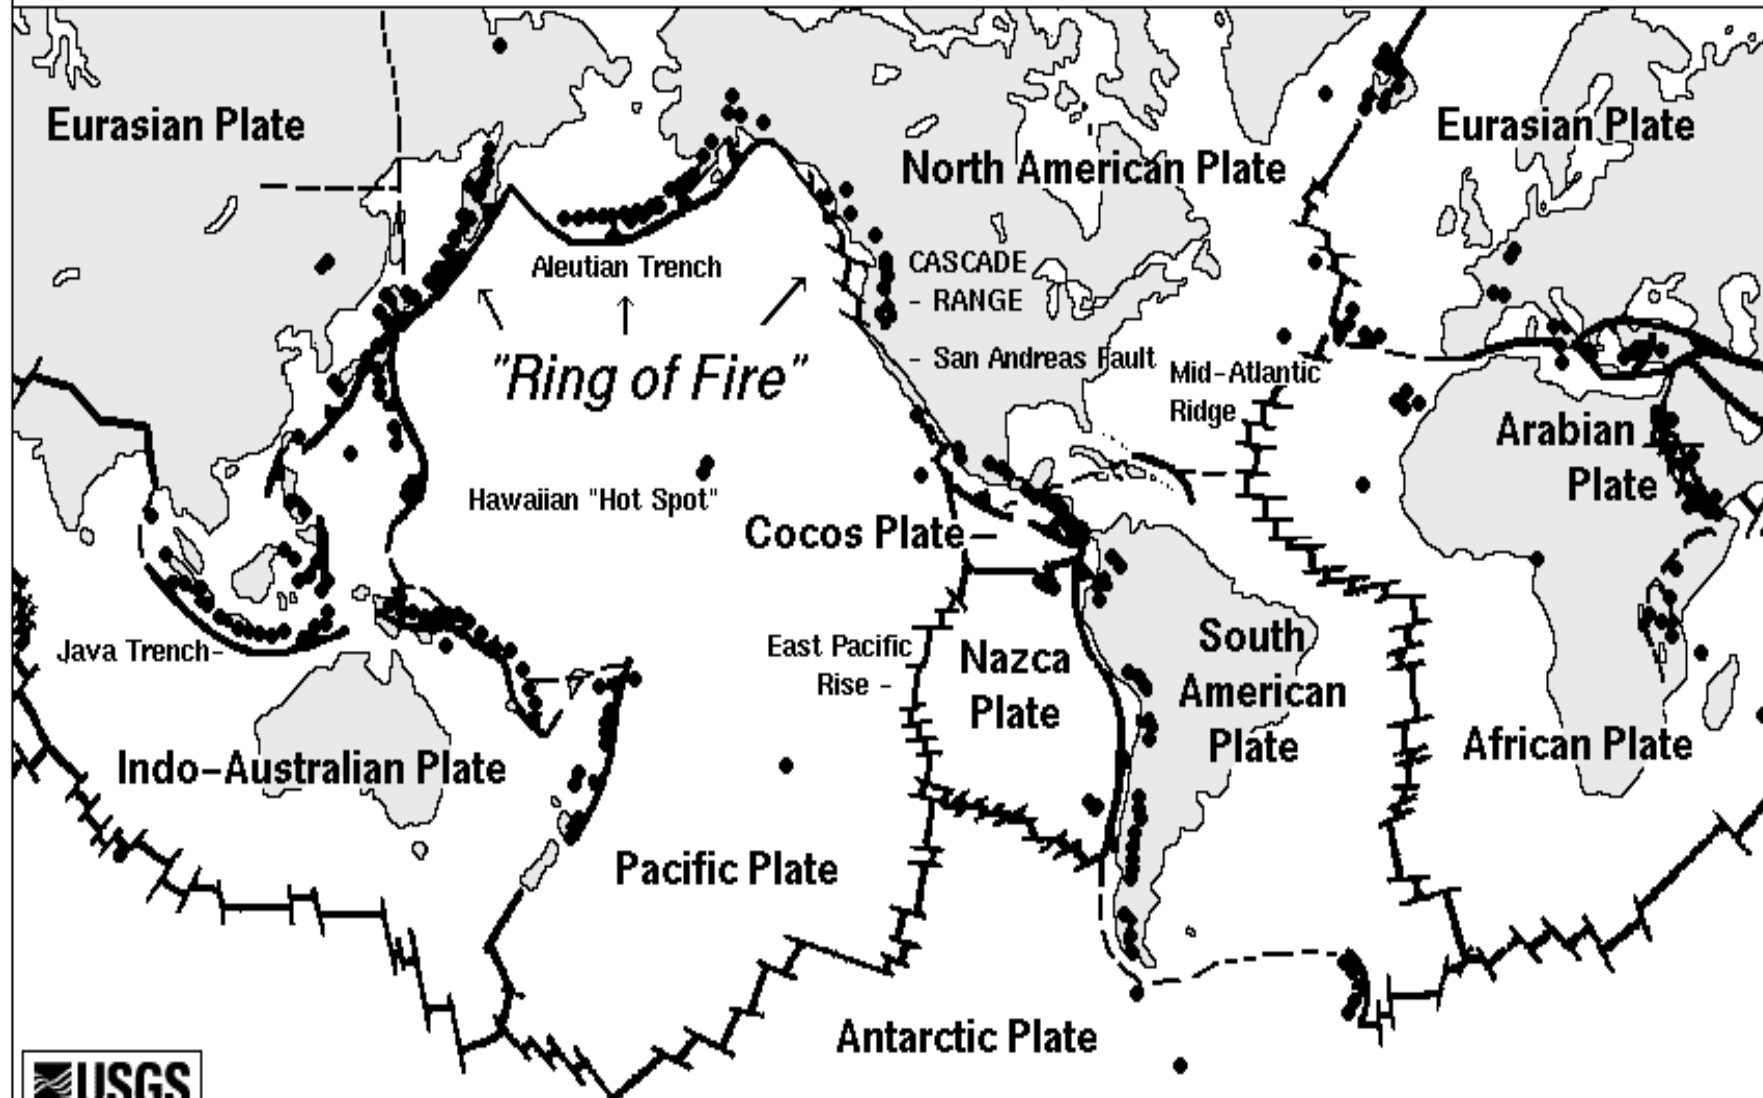 Eurasian Plate
Eurasian Plate
North American Plate
Aleutian Trench
CASCADE
- RANGE
"Ring of Fire"
- San Andreas Fault
Mid-Atlantic
Ridge
Arabian
Plate
Hawaiian "Hot Spot"
Cocos Plate
Java Trench
East Pacific
Rise -
Nazca
Plate
South
American
Plate
Indo-Australian Plate
African Plate
Pacific Plate
Antarctic Plate
USGS